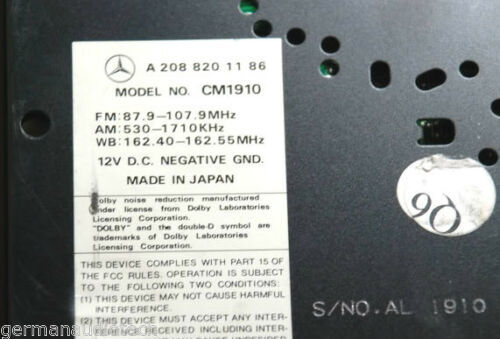 A 208 820 11 86
MODEL NO. CM1910
FM:87.9-107.9MHz
AM:530-1710KHz
WB:162.40-162.55MHz
12V D.C. NEGATIVE GND.
MADE IN JAPAN
Dolby noise reduction manufactured
under license from Dolby Laboratories
Licensing Corporation.
"DOLBY" and the double-D symbol are
trademarks of Dolby Laboratories
Licensing Corporation.
THIS DEVICE COMPLIES WITH PART 15 OF
THE FCC RULES. OPERATION IS SUBJECT
TO THE FOLLOWING TWO CONDITIONS:
(1) THIS DEVICE MAY NOT CAUSE HARMFUL
INTERFERENCE.
(2) THIS DEVICE MUST ACCEPT ANY INTER-
RECEIVED INCLUDING INTER-
S/NO. AL 1910